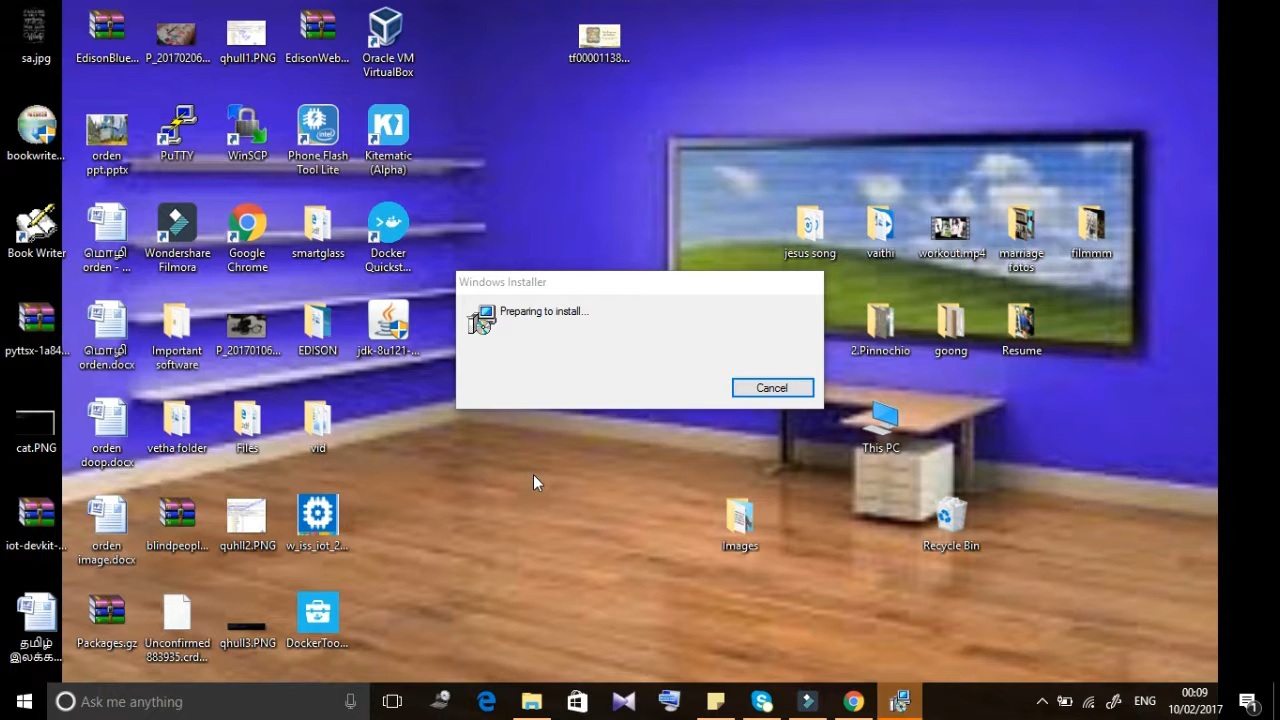 sa.jpg
EdisonBlue...
P_20170206...
qhull1.PNG
EdisonWeb...
Oracle VM
VirtualBox
tf00001138...
bookwrite...
orden
ppt.pptx
PuTTY
WinSCP
Phone Flash
Tool Lite
Kitematic
(Alpha)
Book Writer
மொழி
orden - ...
Wondershare
Filmora
Google
Chrome
smartglass
Docker
Quickst...
jesus song
vaithi
workout.mp4
marriage
fotos
filmmm
Windows Installer
Preparing to install...
Cancel
pyttsx-1a84...
மொழி
orden.docx
Important
software
P_20170106...
EDISON
jdk-8u121-...
2.Pinnochio
goong
Resume
cat.PNG
orden
doop.docx
vetha folder
Files
vid
This PC
iot-devkit-...
orden
image.docx
blindpeopl...
quhll2.PNG
w_iss_iot_2...
Images
Recycle Bin
தமிழ்
இலக்க...
Packages.gz
Unconfirmed
883935.crd...
qhull3.PNG
DockerToo...
Ask me anything
ENG
00:09
10/02/2017
1